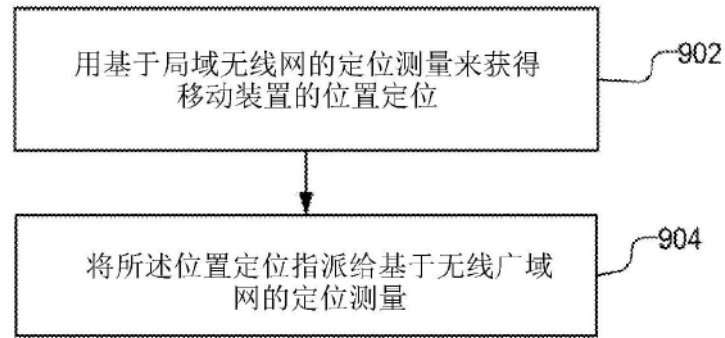 用基于局域无线网的定位测量来获得
移动装置的位置定位
902
将所述位置定位指派给基于无线广域
网的定位测量
904